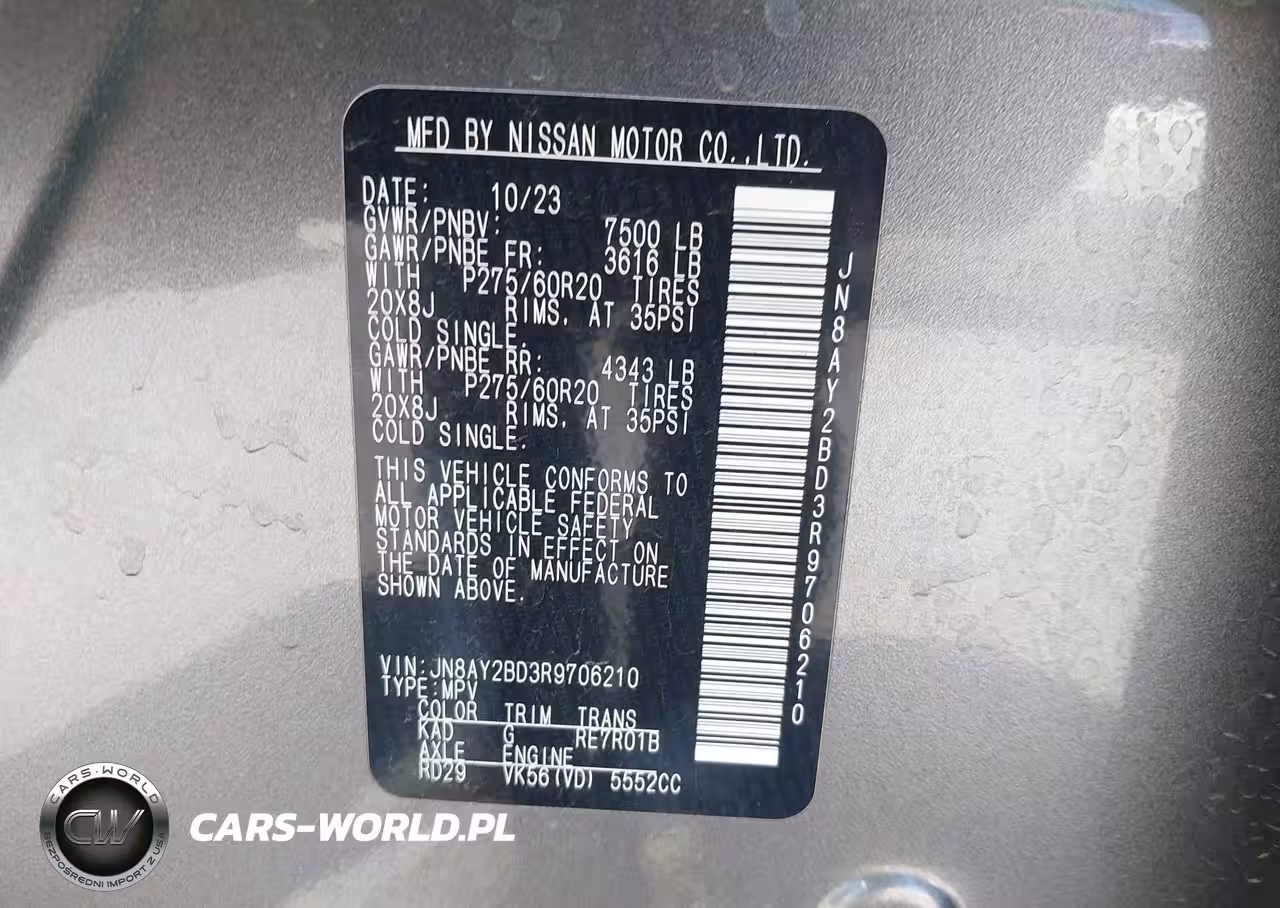 MFD BY NISSAN MOTOR CO.,LTD.
DATE: 10/23
GVWR/PNBV: 7500 LB
GAWR/PNBE FR: 3616 LB
WITH P275/60R20 TIRES
20X8J RIMS, AT 35PSI
COLD SINGLE.
GAWR/PNBE RR: 4343 LB
WITH P275/60R20 TIRES
20X8J RIMS, AT 35PSI
COLD SINGLE.
THIS VEHICLE CONFORMS TO
ALL APPLICABLE FEDERAL
MOTOR VEHICLE SAFETY
STANDARDS IN EFFECT ON
THE DATE OF MANUFACTURE
SHOWN ABOVE.
VIN:JN8AY2BD3R9706210
TYPE:MPV
COLOR TRIM TRANS
KAD G RE7R01B
AXLE ENGINE
RD29 VK56(VD) 5552CC
JN8AY2BD3R9706210
CARS-WORLD
CW
BEZPOŚREDNI IMPORT Z USA
CARS-WORLD.PL